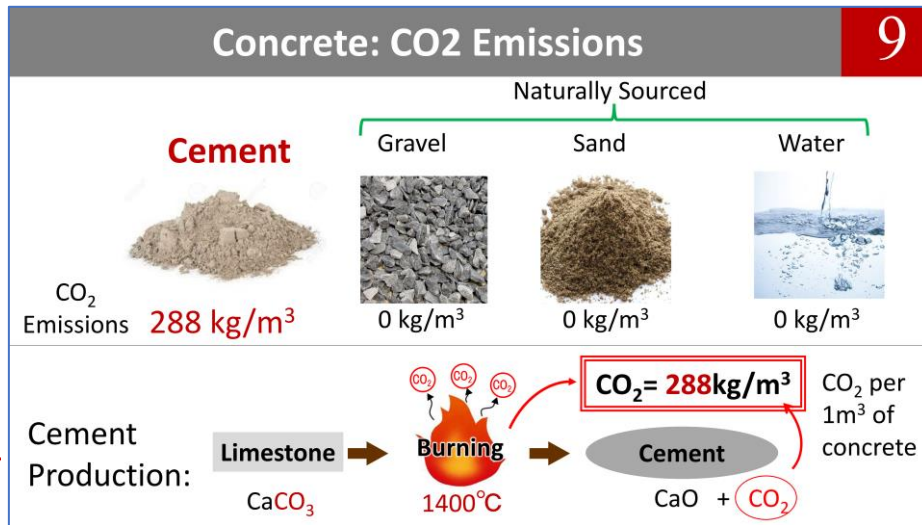 Concrete: CO2 Emissions
9
Naturally Sourced
Cement
Gravel
Sand
Water
CO₂
Emissions
288 kg/m³
0 kg/m³
0 kg/m³
0 kg/m³
CO₂
CO₂
CO₂
CO₂= 288kg/m³
CO₂ per
1m³ of
concrete
Cement
Production:
Limestone
Burning
Cement
CaCO₃
1400℃
CaO + CO₂